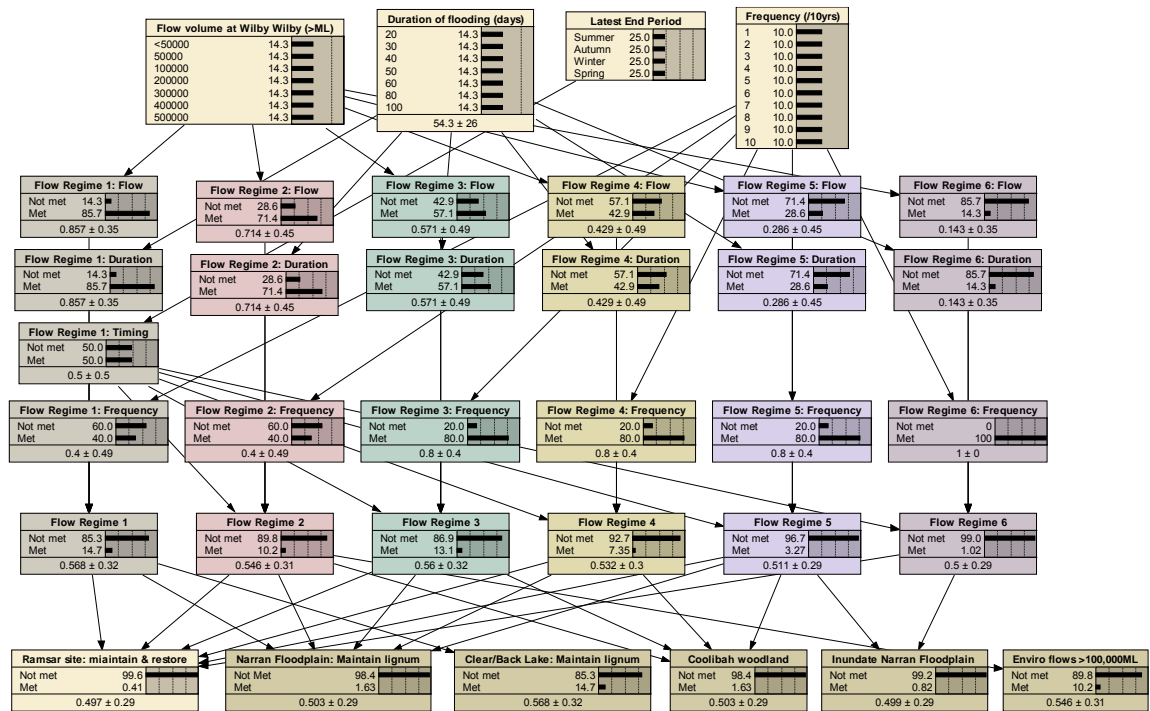 Flow volume at Wilby Wilby (>ML)
<50000 14.3
50000 14.3
100000 14.3
200000 14.3
300000 14.3
400000 14.3
500000 14.3
Duration of flooding (days)
20 14.3
30 14.3
40 14.3
50 14.3
60 14.3
80 14.3
100 14.3
54.3 ± 26
Latest End Period
Summer 25.0
Autumn 25.0
Winter 25.0
Spring 25.0
Frequency (/10yrs)
1 10.0
2 10.0
3 10.0
4 10.0
5 10.0
6 10.0
7 10.0
8 10.0
9 10.0
10 10.0
Flow Regime 1: Flow
Not met 14.3
Met 85.7
0.857 ± 0.35
Flow Regime 2: Flow
Not met 28.6
Met 71.4
0.714 ± 0.45
Flow Regime 3: Flow
Not met 42.9
Met 57.1
0.571 ± 0.49
Flow Regime 4: Flow
Not met 57.1
Met 42.9
0.429 ± 0.49
Flow Regime 5: Flow
Not met 71.4
Met 28.6
0.286 ± 0.45
Flow Regime 6: Flow
Not met 85.7
Met 14.3
0.143 ± 0.35
Flow Regime 1: Duration
Not met 14.3
Met 85.7
0.857 ± 0.35
Flow Regime 2: Duration
Not met 28.6
Met 71.4
0.714 ± 0.45
Flow Regime 3: Duration
Not met 42.9
Met 57.1
0.571 ± 0.49
Flow Regime 4: Duration
Not met 57.1
Met 42.9
0.429 ± 0.49
Flow Regime 5: Duration
Not met 71.4
Met 28.6
0.286 ± 0.45
Flow Regime 6: Duration
Not met 85.7
Met 14.3
0.143 ± 0.35
Flow Regime 1: Timing
Not met 50.0
Met 50.0
0.5 ± 0.5
Flow Regime 1: Frequency
Not met 60.0
Met 40.0
0.4 ± 0.49
Flow Regime 2: Frequency
Not met 60.0
Met 40.0
0.4 ± 0.49
Flow Regime 3: Frequency
Not met 20.0
Met 80.0
0.8 ± 0.4
Flow Regime 4: Frequency
Not met 20.0
Met 80.0
0.8 ± 0.4
Flow Regime 5: Frequency
Not met 20.0
Met 80.0
0.8 ± 0.4
Flow Regime 6: Frequency
Not met 0
Met 100
1 ± 0
Flow Regime 1
Not met 85.3
Met 14.7
0.568 ± 0.32
Flow Regime 2
Not met 89.8
Met 10.2
0.546 ± 0.31
Flow Regime 3
Not met 86.9
Met 13.1
0.56 ± 0.32
Flow Regime 4
Not met 92.7
Met 7.35
0.532 ± 0.3
Flow Regime 5
Not met 96.7
Met 3.27
0.511 ± 0.29
Flow Regime 6
Not met 99.0
Met 1.02
0.5 ± 0.29
Ramsar site: maintain & restore
Not met 99.6
Met 0.41
0.497 ± 0.29
Narran Floodplain: Maintain lignum
Not met 98.4
Met 1.63
0.503 ± 0.29
Clear/Back Lake: Maintain lignum
Not met 85.3
Met 14.7
0.568 ± 0.32
Coolibah woodland
Not met 98.4
Met 1.63
0.503 ± 0.29
Inundate Narran Floodplain
Not met 99.2
Met 0.82
0.499 ± 0.29
Enviro flows >100,000ML
Not met 89.8
Met 10.2
0.546 ± 0.31